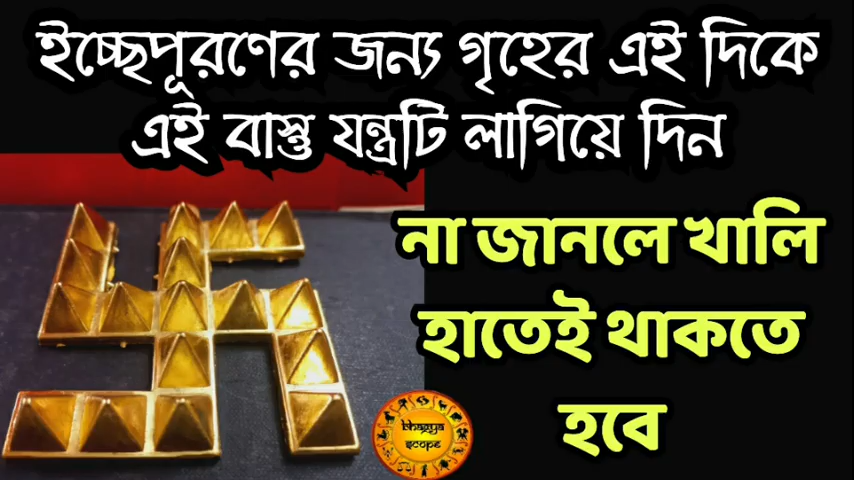 ইচ্ছেপূরণের জন্য গৃহের এই দিকে
এই বাস্তু যন্ত্রটি লাগিয়ে দিন
না জানলে খালি
হাতেই থাকতে
হবে
bhagya
scope